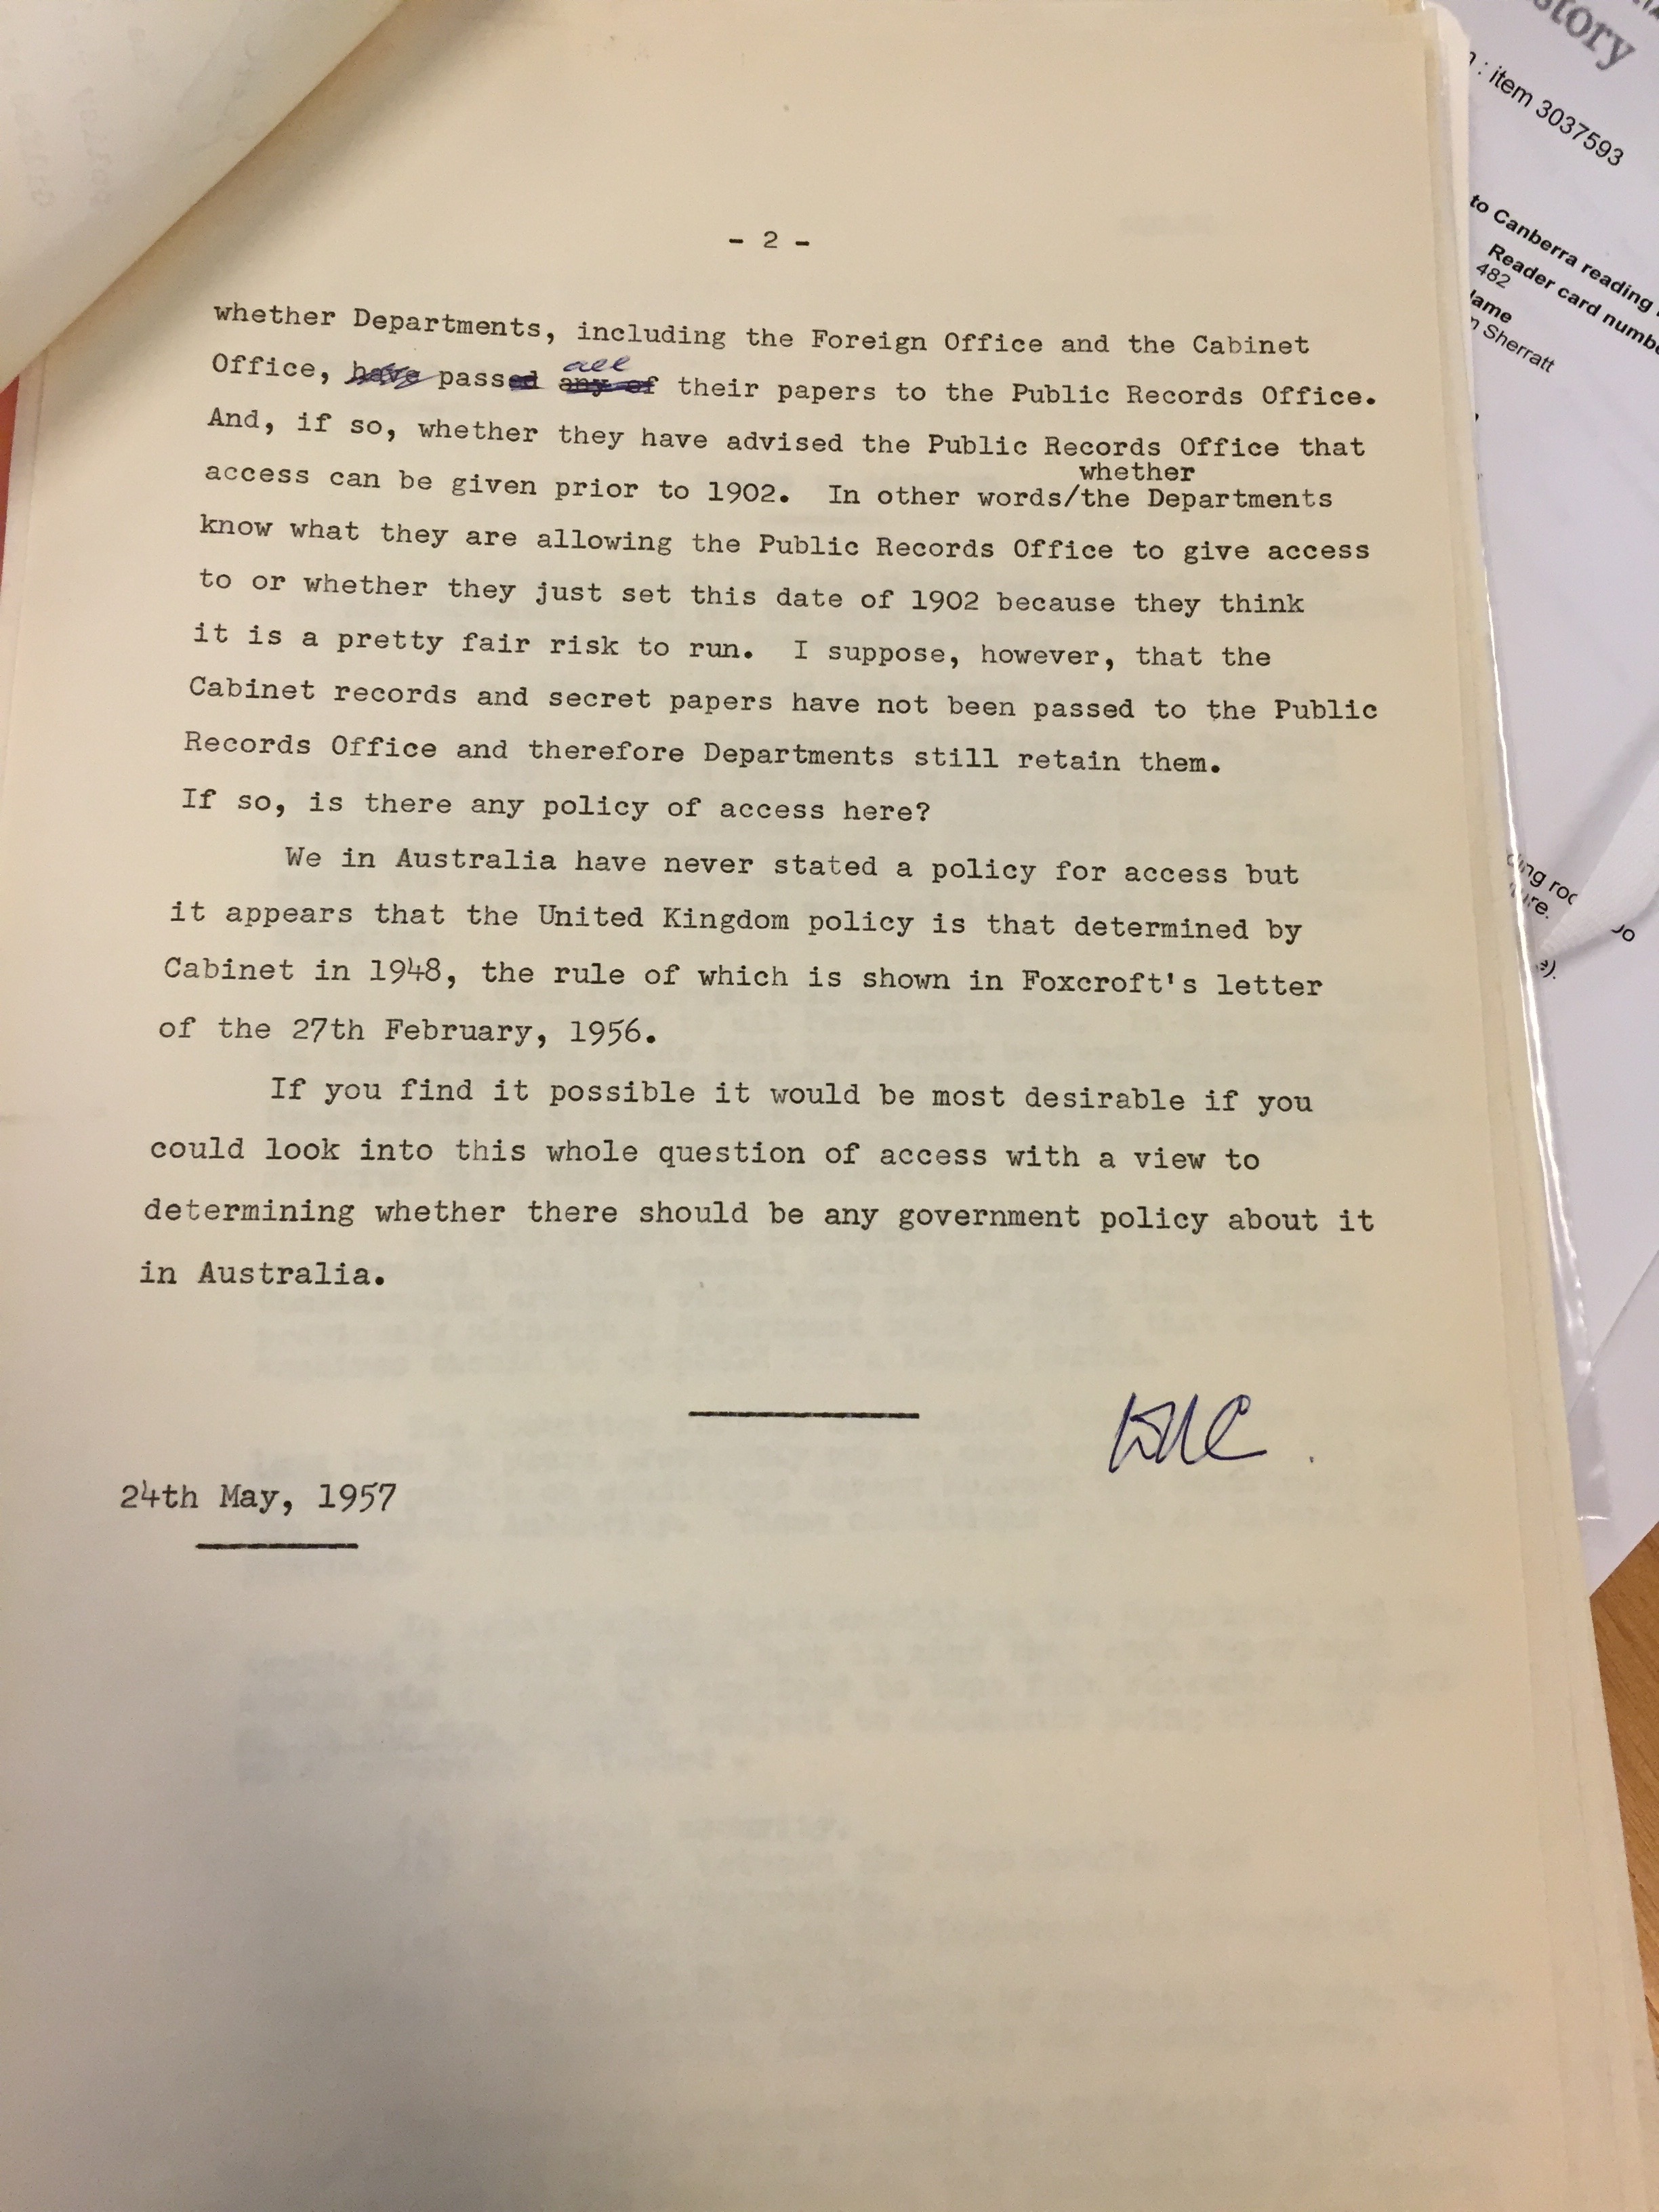 - 2 -
whether Departments, including the Foreign Office and the Cabinet
all
Office, have passed any of their papers to the Public Records Office.
And, if so, whether they have advised the Public Records Office that
whether
access can be given prior to 1902. In other words/the Departments
know what they are allowing the Public Records Office to give access
to or whether they just set this date of 1902 because they think
it is a pretty fair risk to run. I suppose, however, that the
Cabinet records and secret papers have not been passed to the Public
Records Office and therefore Departments still retain them.
If so, is there any policy of access here?
We in Australia have never stated a policy for access but
it appears that the United Kingdom policy is that determined by
Cabinet in 1948, the rule of which is shown in Foxcroft's letter
of the 27th February, 1956.
If you find it possible it would be most desirable if you
could look into this whole question of access with a view to
determining whether there should be any government policy about it
in Australia.
24th May, 1957
story
: item 3037593
to Canberra reading
Reader card numbe
482
Sherratt